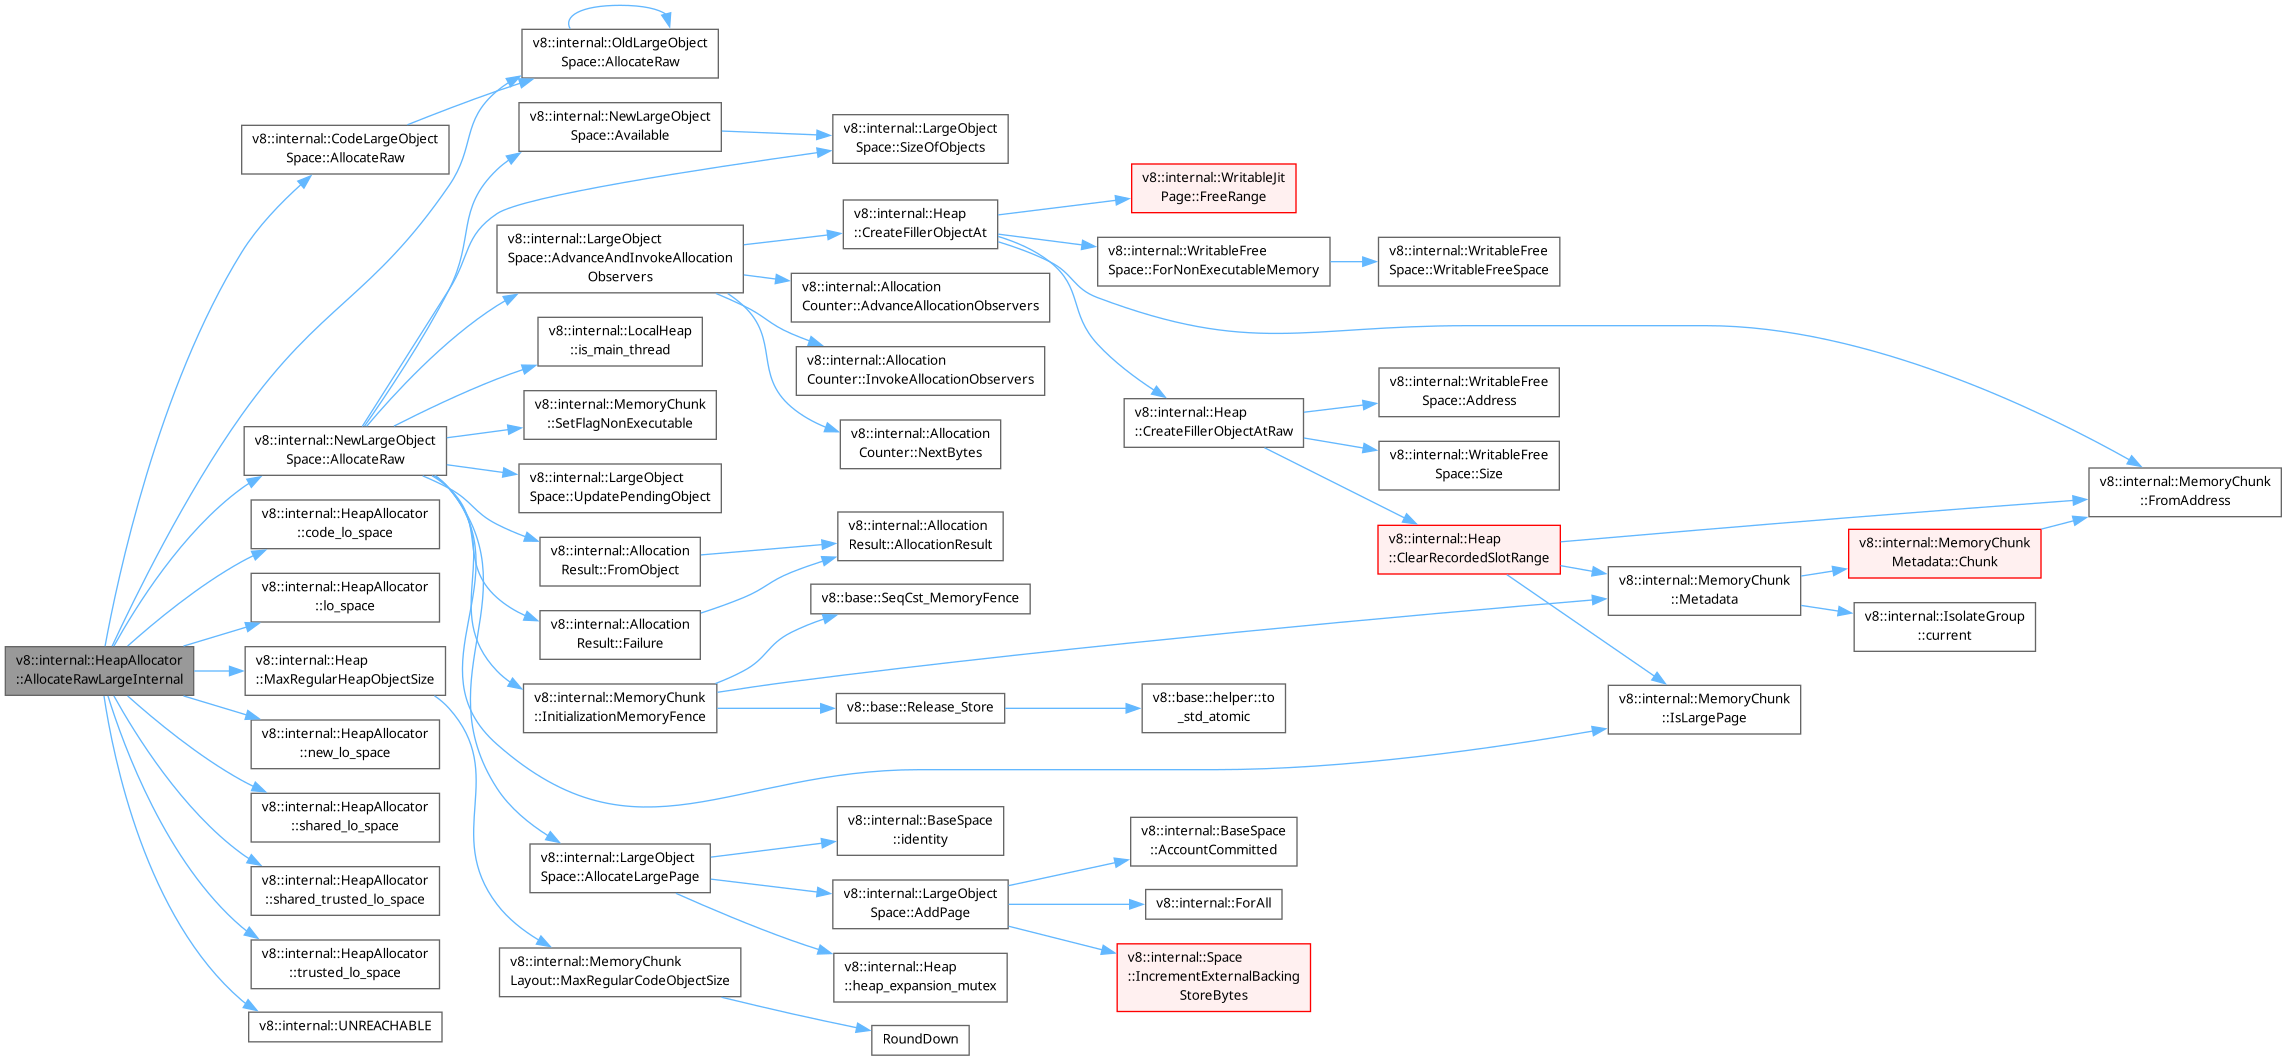 v8::internal::HeapAllocator
::AllocateRawLargeInternal
v8::internal::CodeLargeObject
Space::AllocateRaw
v8::internal::OldLargeObject
Space::AllocateRaw
v8::internal::NewLargeObject
Space::AllocateRaw
v8::internal::HeapAllocator
::code_lo_space
v8::internal::HeapAllocator
::lo_space
v8::internal::Heap
::MaxRegularHeapObjectSize
v8::internal::HeapAllocator
::new_lo_space
v8::internal::HeapAllocator
::shared_lo_space
v8::internal::HeapAllocator
::shared_trusted_lo_space
v8::internal::HeapAllocator
::trusted_lo_space
v8::internal::UNREACHABLE
v8::internal::NewLargeObject
Space::Available
v8::internal::LargeObject
Space::SizeOfObjects
v8::internal::LargeObject
Space::AdvanceAndInvokeAllocation
Observers
v8::internal::LocalHeap
::is_main_thread
v8::internal::MemoryChunk
::SetFlagNonExecutable
v8::internal::LargeObject
Space::UpdatePendingObject
v8::internal::Allocation
Result::FromObject
v8::internal::Allocation
Result::Failure
v8::internal::MemoryChunk
::InitializationMemoryFence
v8::internal::LargeObject
Space::AllocateLargePage
v8::internal::MemoryChunk
Layout::MaxRegularCodeObjectSize
v8::internal::Heap
::CreateFillerObjectAt
v8::internal::Allocation
Counter::AdvanceAllocationObservers
v8::internal::Allocation
Counter::InvokeAllocationObservers
v8::internal::Allocation
Counter::NextBytes
v8::internal::Allocation
Result::AllocationResult
v8::base::SeqCst_MemoryFence
v8::base::Release_Store
v8::internal::BaseSpace
::identity
v8::internal::LargeObject
Space::AddPage
v8::internal::Heap
::heap_expansion_mutex
RoundDown
v8::internal::WritableJit
Page::FreeRange
v8::internal::WritableFree
Space::ForNonExecutableMemory
v8::internal::WritableFree
Space::WritableFreeSpace
v8::internal::Heap
::CreateFillerObjectAtRaw
v8::internal::WritableFree
Space::Address
v8::internal::WritableFree
Space::Size
v8::internal::Heap
::ClearRecordedSlotRange
v8::base::helper::to
_std_atomic
v8::internal::BaseSpace
::AccountCommitted
v8::internal::ForAll
v8::internal::Space
::IncrementExternalBacking
StoreBytes
v8::internal::MemoryChunk
::Metadata
v8::internal::MemoryChunk
::IsLargePage
v8::internal::MemoryChunk
Metadata::Chunk
v8::internal::IsolateGroup
::current
v8::internal::MemoryChunk
::FromAddress